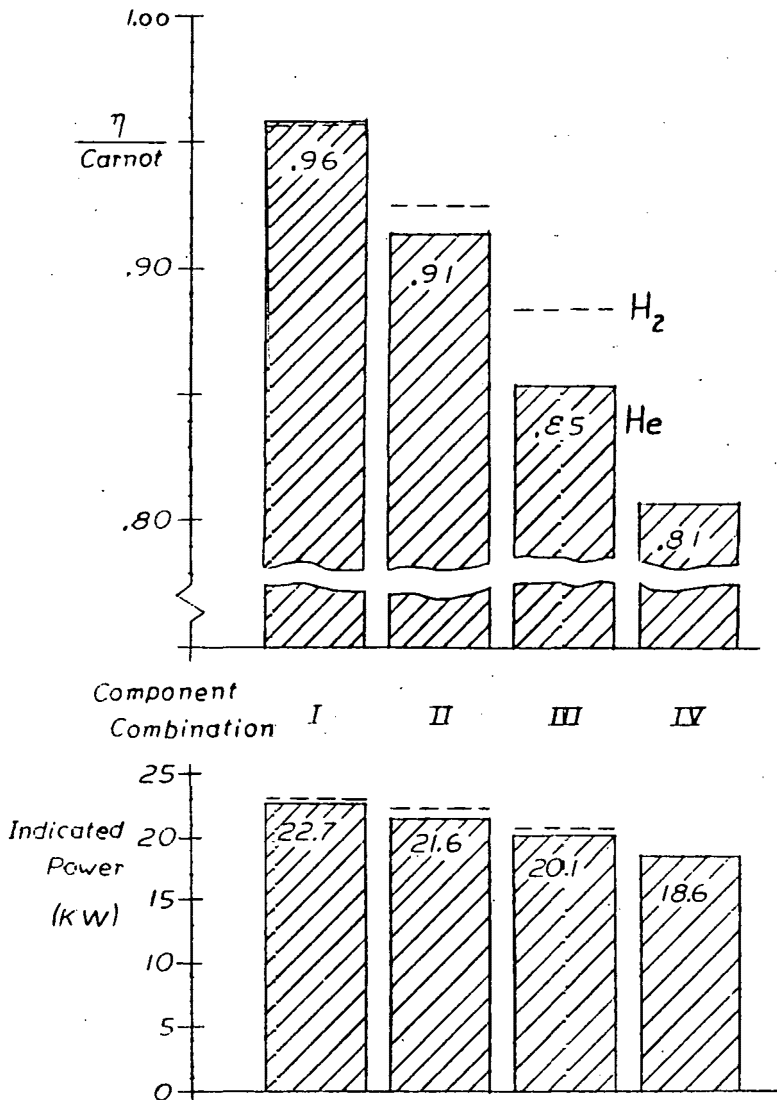 1.00
η
Carnot
.96
.90
.91
H₂
.85
He
.80
.81
Component
Combination
I
II
III
IV
25
Indicated
Power
(KW)
20
15
10
5
0
22.7
21.6
20.1
18.6